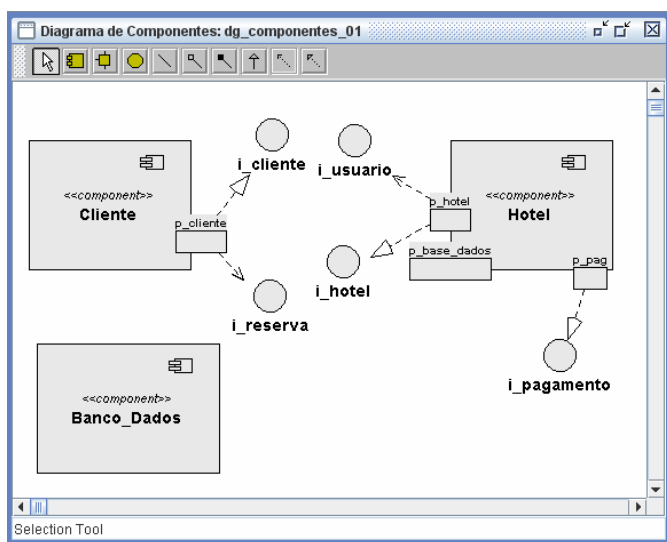 Diagrama de Componentes: dg_componentes_01
i_cliente
i_usuario
<<component>>
Cliente
p_cliente
<<component>>
Hotel
p_hotel
p_base_dados
p_pag
i_hotel
i_reserva
i_pagamento
<<component>>
Banco_Dados
Selection Tool